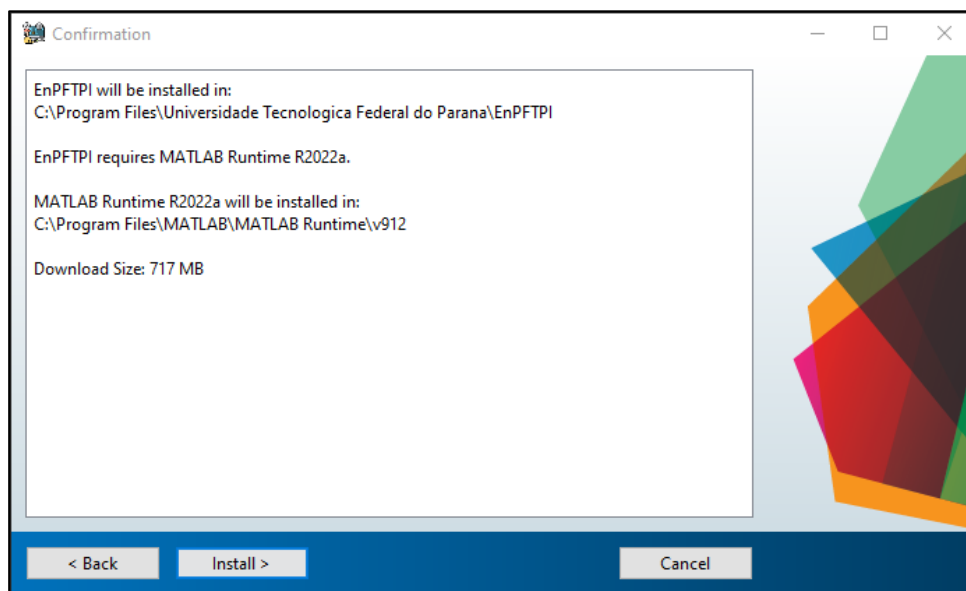 Confirmation
EnPFTPI will be installed in:
C:\Program Files\Universidade Tecnologica Federal do Parana\EnPFTPI
EnPFTPI requires MATLAB Runtime R2022a.
MATLAB Runtime R2022a will be installed in:
C:\Program Files\MATLAB\MATLAB Runtime\v912
Download Size: 717 MB
< Back
Install >
Cancel